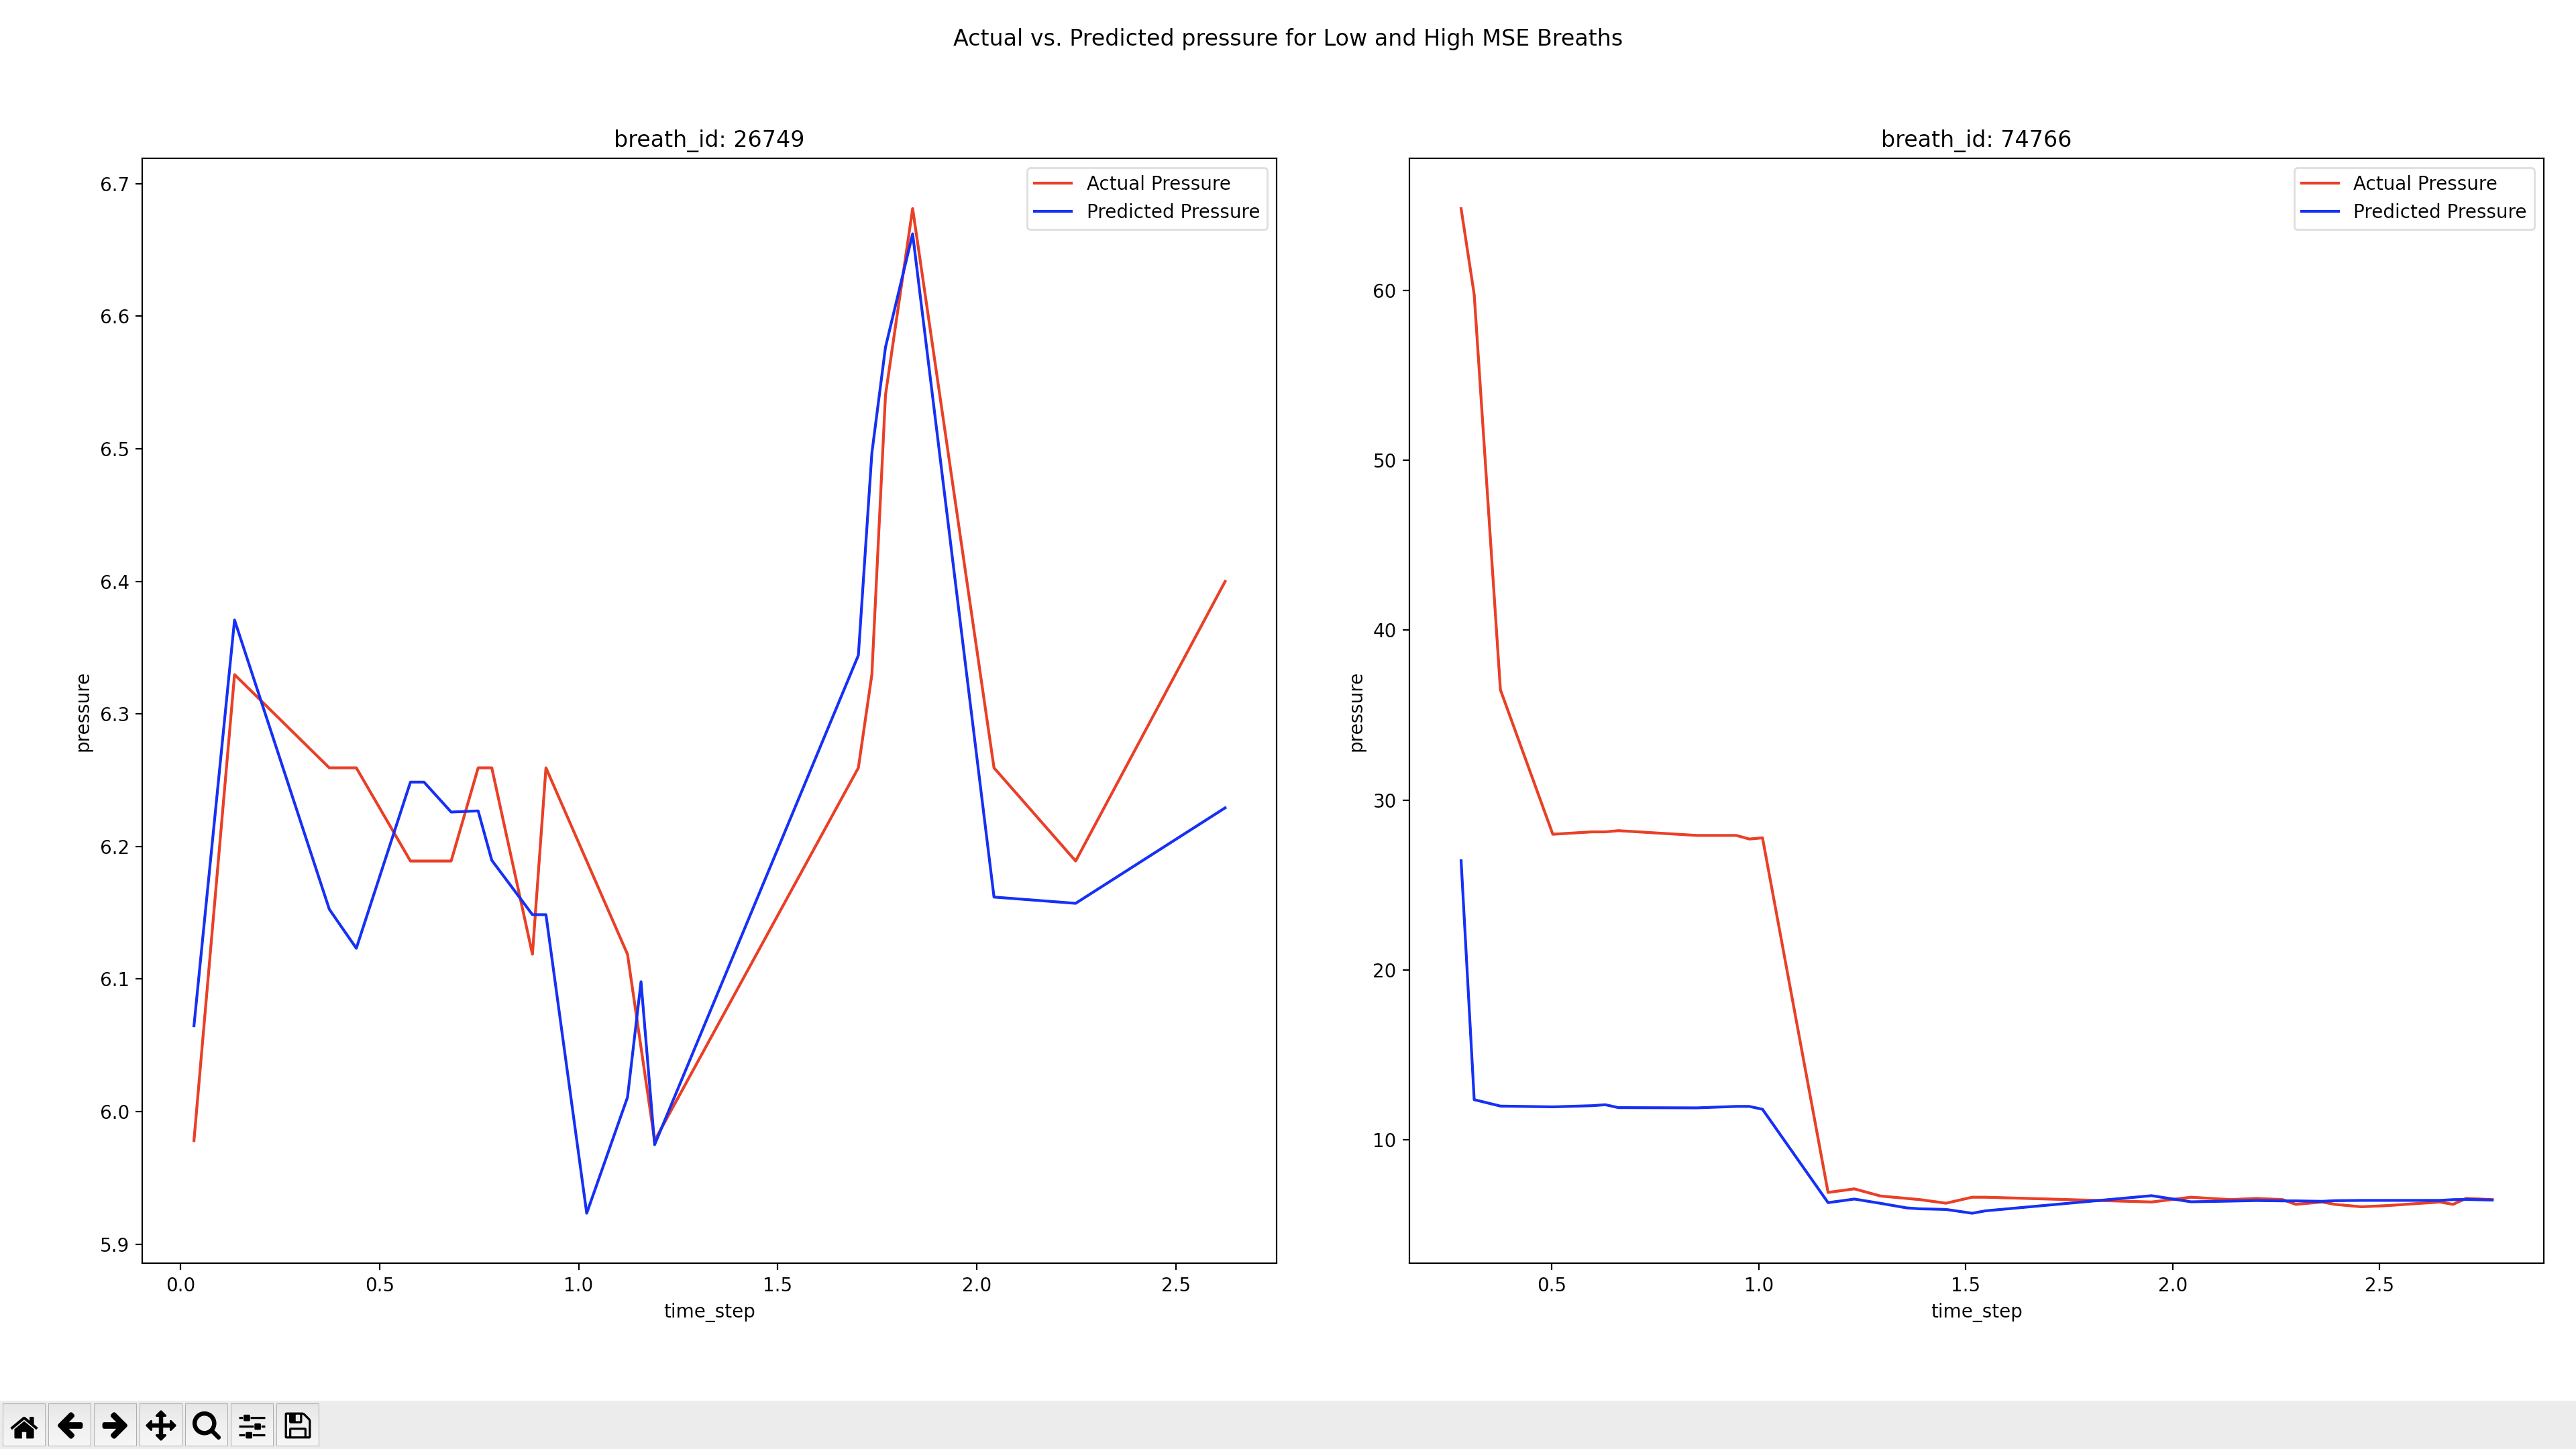 Actual vs. Predicted pressure for Low and High MSE Breaths
breath_id: 26749
Actual Pressure
Predicted Pressure
6.7
6.6
6.5
6.4
6.3
6.2
6.1
6.0
5.9
pressure
0.0 0.5 1.0 1.5 2.0 2.5
time_step
breath_id: 74766
Actual Pressure
Predicted Pressure
60
50
40
30
20
10
pressure
0.5 1.0 1.5 2.0 2.5
time_step